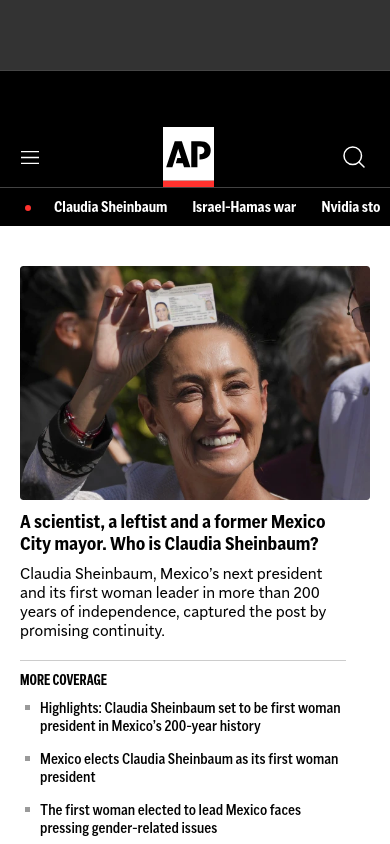 AP
Claudia Sheinbaum Israel-Hamas war Nvidia sto
A scientist, a leftist and a former Mexico
City mayor. Who is Claudia Sheinbaum?
Claudia Sheinbaum, Mexico’s next president
and its first woman leader in more than 200
years of independence, captured the post by
promising continuity.
MORE COVERAGE
Highlights: Claudia Sheinbaum set to be first woman
president in Mexico’s 200-year history
Mexico elects Claudia Sheinbaum as its first woman
president
The first woman elected to lead Mexico faces
pressing gender-related issues